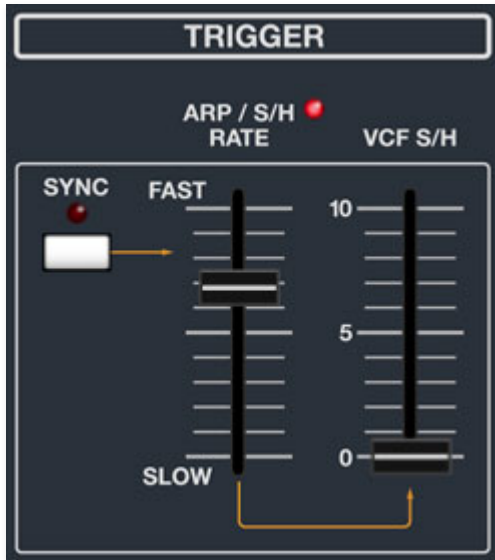 TRIGGER
ARP / S/H
RATE
VCF S/H
SYNC
FAST
10
5
0
SLOW